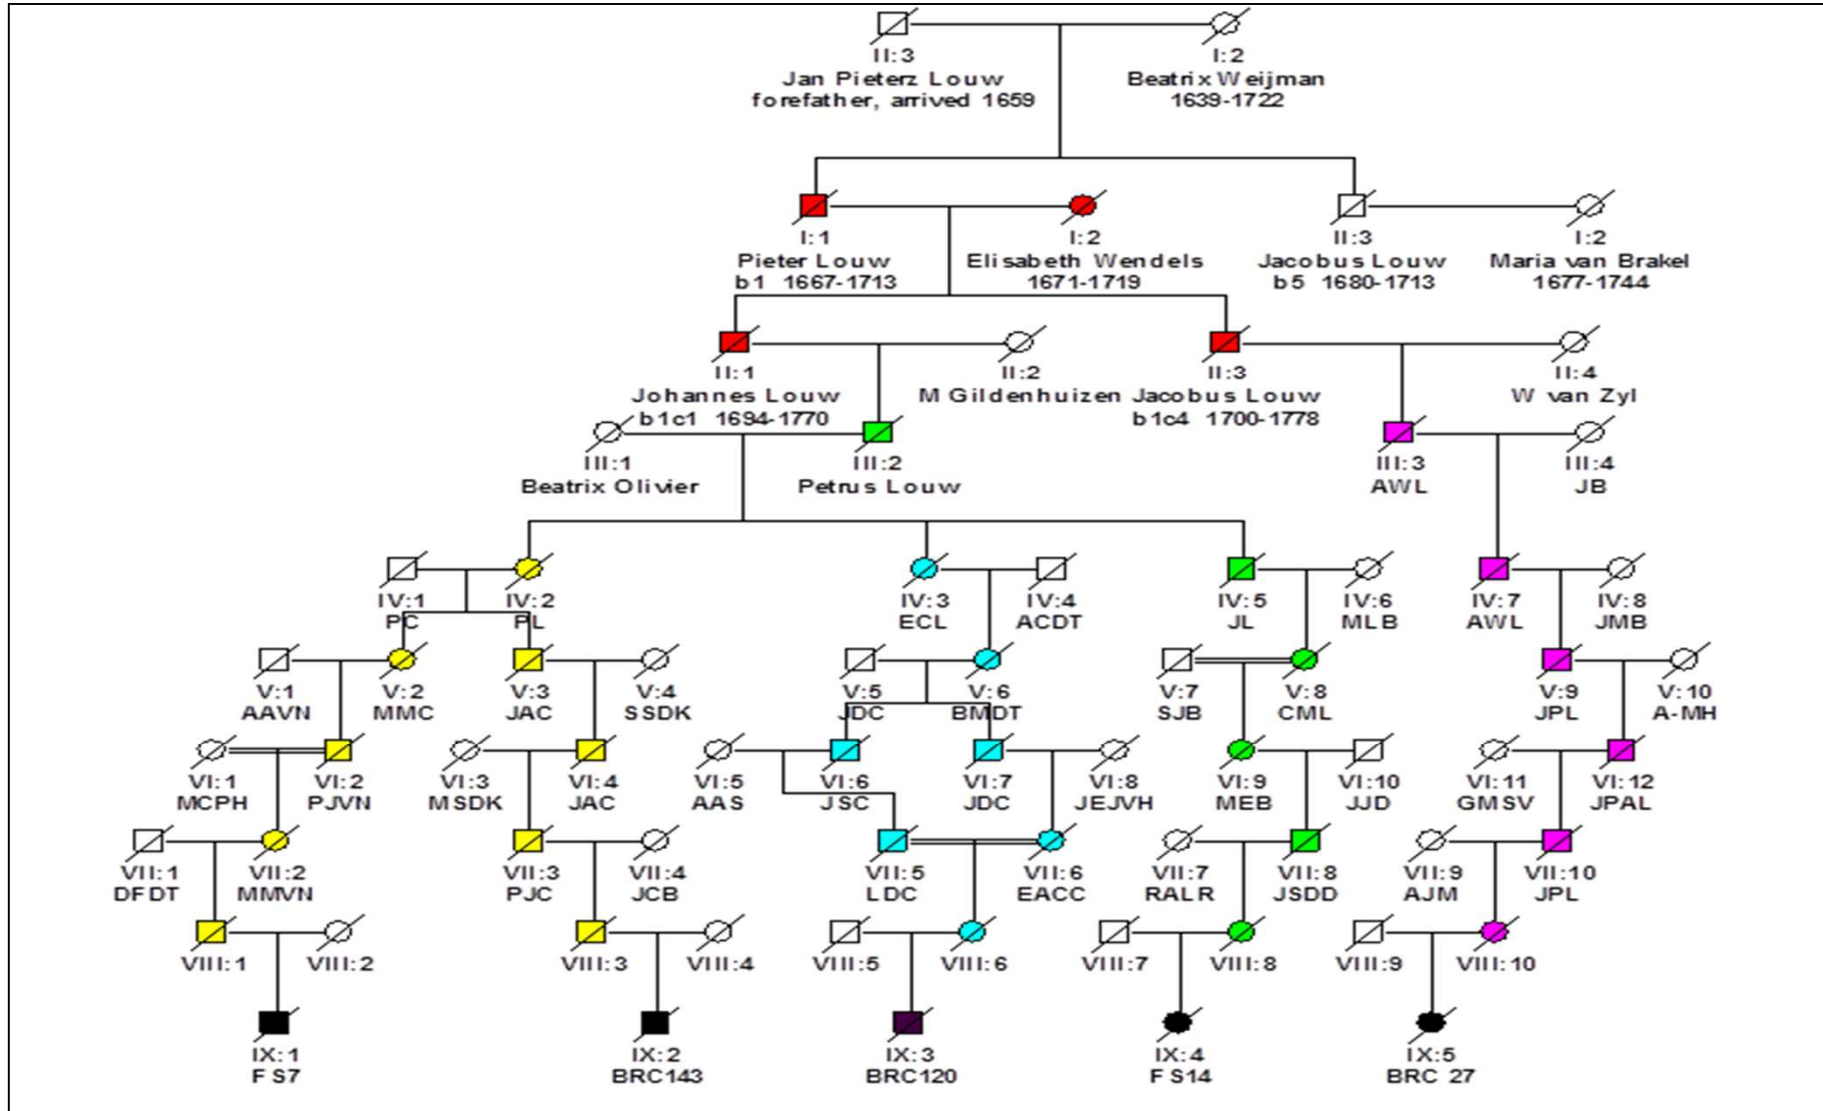 II:3 I:2
Jan Pieterz Louw Beatrix Weijman
forefather, arrived 1659 1639-1722
I:1 I:2 II:3 I:2
Pieter Louw Elisabeth Wendels Jacobus Louw Maria van Brakel
b1 1667-1713 1671-1719 b5 1680-1713 1677-1744
II:1 II:2 II:3 II:4
Johannes Louw M Gildenhuizen Jacobus Louw W van Zyl
b1c1 1694-1770 b1c4 1700-1778
III:1 III:2 III:3 III:4
Beatrix Olivier Petrus Louw AWL JB
IV:1 IV:2 IV:3 IV:4 IV:5 IV:6 IV:7 IV:8
PC PL ECL ACDT JL MLB AWL JMB
V:1 V:2 V:3 V:4 V:5 V:6 V:7 V:8 V:9 V:10
AAVN MMC JAC SSDK JDC BMDT SJB CML JPL A-MH
VI:1 VI:2 VI:3 VI:4 VI:5 VI:6 VI:7 VI:8 VI:9 VI:10 VI:11 VI:12
MCPH PJVN MSDK JAC AAS JSC JDC JEJVH MEB JJD GMSV JPAL
VII:1 VII:2 VII:3 VII:4 VII:5 VII:6 VII:7 VII:8 VII:9 VII:10
DFDT MMVN PJC JCB LDC EACC RALR JSDD AJM JPL
VIII:1 VIII:2 VIII:3 VIII:4 VIII:5 VIII:6 VIII:7 VIII:8 VIII:9 VIII:10
IX:1 IX:2 IX:3 IX:4 IX:5
FS7 BRC143 BRC120 FS14 BRC 27